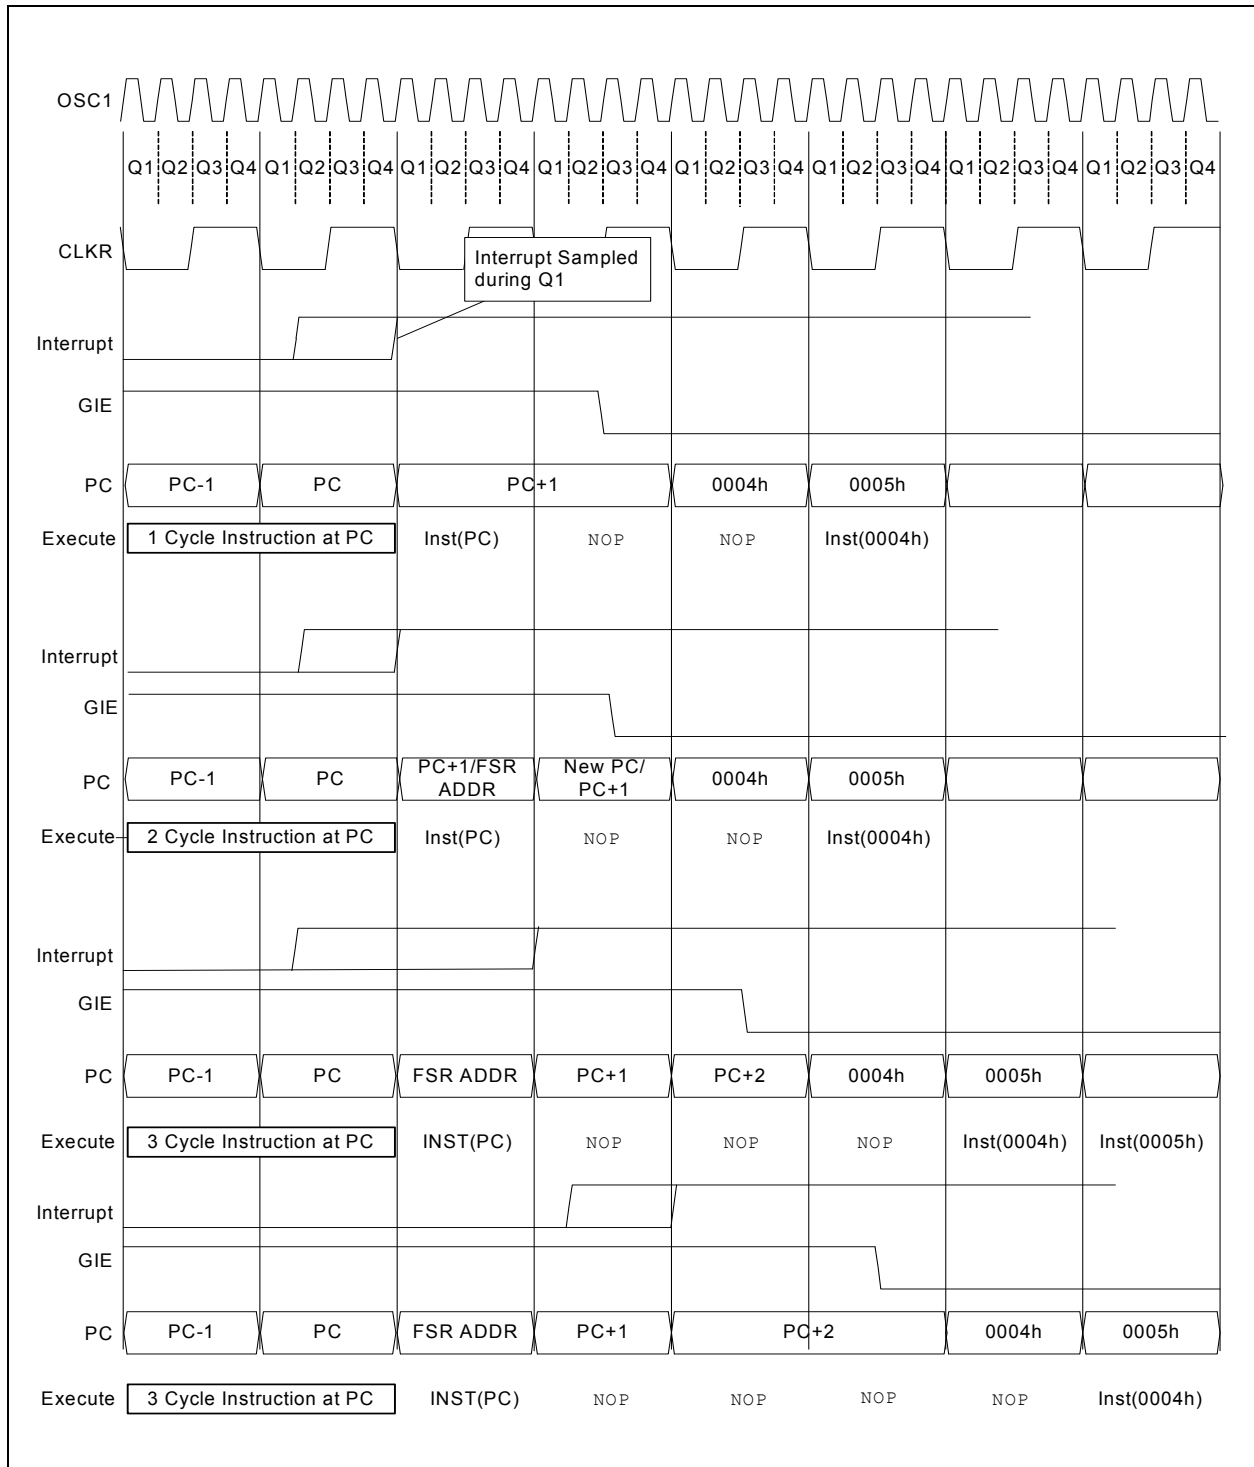 OSC1
Q1 Q2 Q3 Q4 Q1 Q2 Q3 Q4 Q1 Q2 Q3 Q4 Q1 Q2 Q3 Q4 Q1 Q2 Q3 Q4 Q1 Q2 Q3 Q4 Q1 Q2 Q3 Q4 Q1 Q2 Q3 Q4
CLKR
Interrupt Sampled
during Q1
Interrupt
GIE
PC PC-1 PC PC+1 0004h 0005h
Execute 1 Cycle Instruction at PC Inst(PC) NOP NOP Inst(0004h)
Interrupt
GIE
PC PC-1 PC PC+1/FSR ADDR New PC/ PC+1 0004h 0005h
Execute 2 Cycle Instruction at PC Inst(PC) NOP NOP Inst(0004h)
Interrupt
GIE
PC PC-1 PC FSR ADDR PC+1 PC+2 0004h 0005h
Execute 3 Cycle Instruction at PC INST(PC) NOP NOP NOP Inst(0004h) Inst(0005h)
Interrupt
GIE
PC PC-1 PC FSR ADDR PC+1 PC+2 0004h 0005h
Execute 3 Cycle Instruction at PC INST(PC) NOP NOP NOP NOP Inst(0004h)